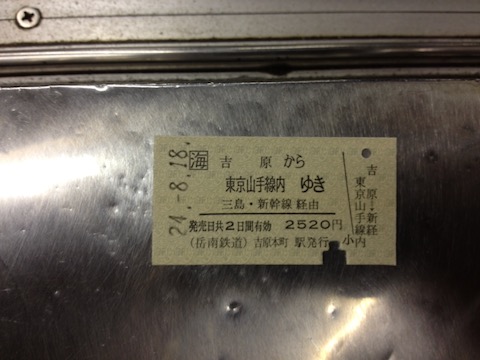 24.-8.18.
海 吉原から
東京山手線内 ゆき
三島・新幹線 経由
発売日共2日間有効 2520円
(岳南鉄道) 吉原本町 駅発行
小
吉原→新経
東京山手線内